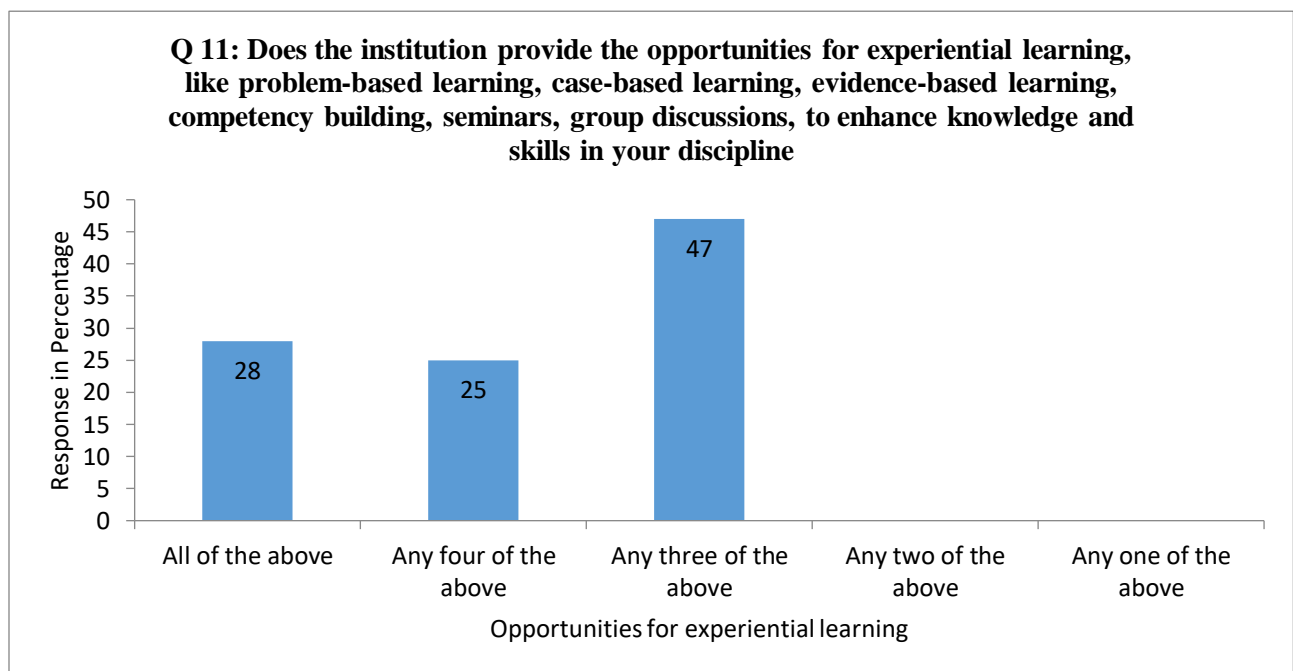 Q 11: Does the institution provide the opportunities for experiential learning,
like problem-based learning, case-based learning, evidence-based learning,
competency building, seminars, group discussions, to enhance knowledge and
skills in your discipline
50
45
40
35
30
25
20
15
10
5
0
Response in Percentage
28
25
47
All of the above
Any four of the
above
Any three of the
above
Any two of the
above
Any one of the
above
Opportunities for experiential learning